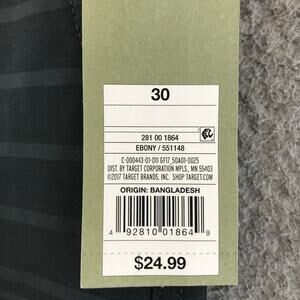 30
281 00 1864
EBONY / 551148
C-000443-01-011 GF17_50A01-0025
DIST. BY TARGET CORPORATION MPLS., MN 55403
©2017 TARGET BRANDS, INC. SHOP TARGET.COM
ORIGIN: BANGLADESH
4 92810 01864 9
$24.99